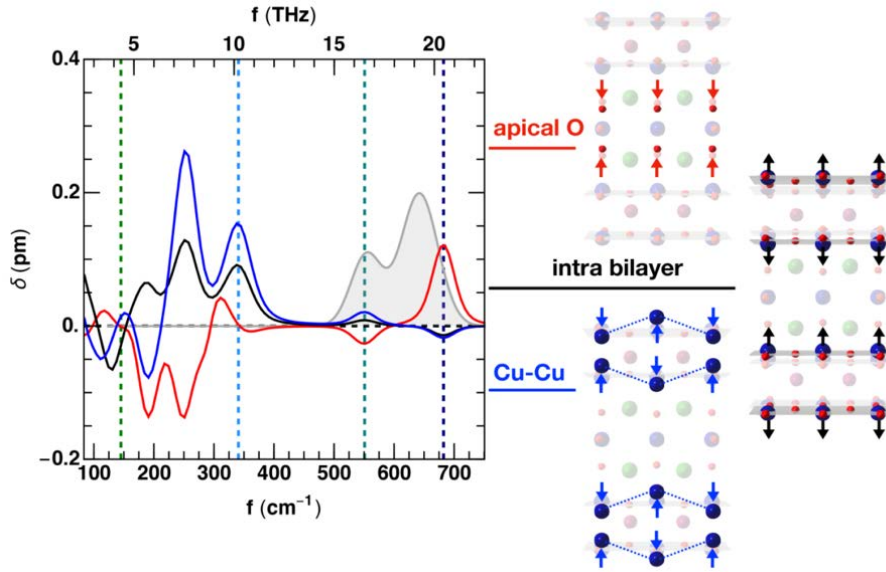 f (THz)
5 10 15 20
0.4
0.2
0.
-0.2
δ (pm)
100 200 300 400 500 600 700
f (cm⁻¹)
apical O
intra bilayer
Cu-Cu